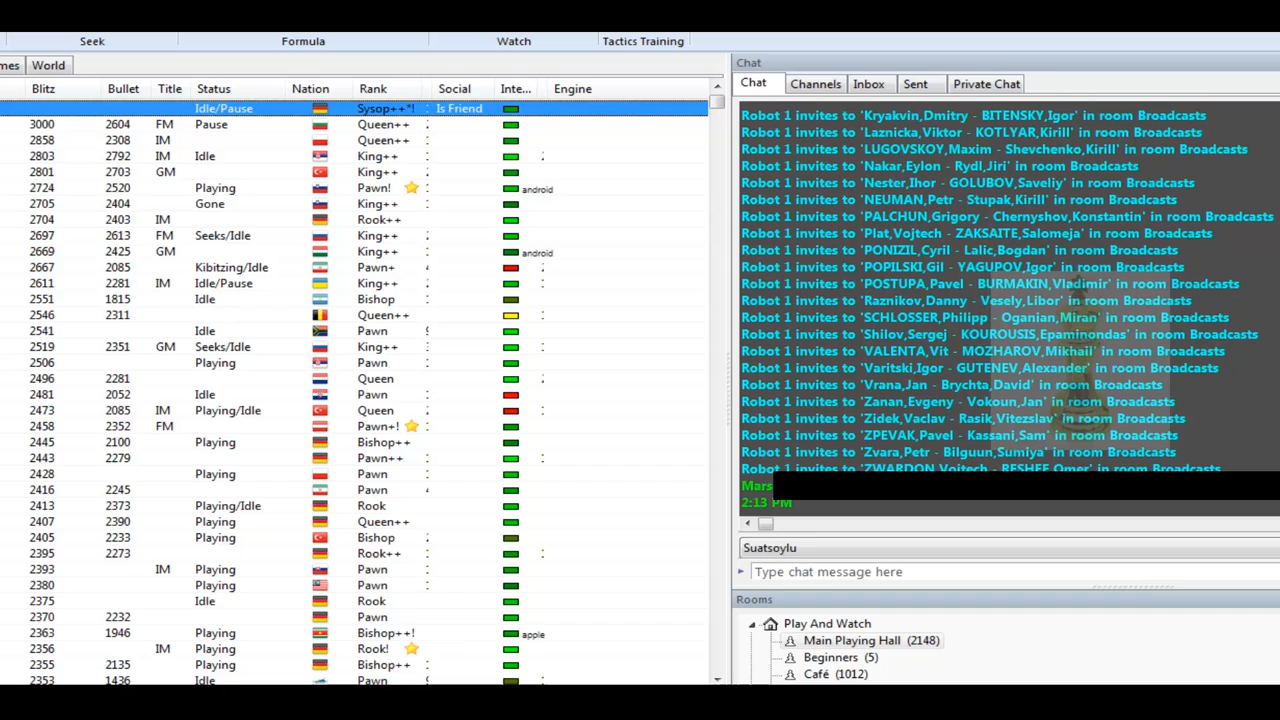 Seek Formula Watch Tactics Training
mes World
Blitz Bullet Title Status Nation Rank Social Inte... Engine
Idle/Pause Sysop++*! Is Friend
3000 2604 FM Pause Queen++
2858 2308 IM Queen++
2803 2792 IM Idle King++
2801 2703 GM King++
2724 2520 Playing Pawn! android
2705 2404 Gone King++
2704 2403 IM Rook++
2697 2613 FM Seeks/Idle King++
2669 2425 GM King++ android
2667 2085 Kibitzing/Idle Pawn+
2611 2281 IM Idle/Pause King++
2551 1815 Idle Bishop
2546 2311 Queen++
2541 Idle Pawn
2519 2351 GM Seeks/Idle King++
2506 Playing Pawn
2496 2281 Queen
2481 2052 Idle Pawn
2473 2085 IM Playing/Idle Queen
2458 2352 FM Pawn+!
2445 2100 Playing Bishop++
2443 2279 Pawn++
2428 Playing Pawn
2416 2245 Pawn
2413 2373 Playing/Idle Rook
2407 2390 Playing Queen++
2405 2233 Playing Bishop
2395 2273 Rook++
2393 IM Playing Pawn
2380 Playing Pawn
2375 Idle Rook
2370 2232 Pawn
2363 1946 Playing Bishop++! apple
2356 IM Playing Rook!
2355 2135 Playing Bishop++
2353 1436 Idle Pawn
Chat
Chat Channels Inbox Sent Private Chat
Robot 1 invites to 'Kryakvin,Dmitry - BITENSKY,Igor' in room Broadcasts
Robot 1 invites to 'Laznicka,Viktor - KOTLYAR,Kirill' in room Broadcasts
Robot 1 invites to 'LUGOVSKOY,Maxim - Shevchenko,Kirill' in room Broadcasts
Robot 1 invites to 'Nakar,Eylon - Rydl,Jiri' in room Broadcasts
Robot 1 invites to 'Nester,Ihor - GOLUBOV,Saveliy' in room Broadcasts
Robot 1 invites to 'NEUMAN,Petr - Stupak,Kirill' in room Broadcasts
Robot 1 invites to 'PALCHUN,Grigory - Chernyshov,Konstantin' in room Broadcasts
Robot 1 invites to 'Plat,Vojtech - ZAKSAITE,Salomeja' in room Broadcasts
Robot 1 invites to 'PONIZIL,Cyril - Lalic,Bogdan' in room Broadcasts
Robot 1 invites to 'POPILSKI,Gil - YAGUPOV,Igor' in room Broadcasts
Robot 1 invites to 'POSTUPA,Pavel - BURMAKIN,Vladimir' in room Broadcasts
Robot 1 invites to 'Raznikov,Danny - Vesely,Libor' in room Broadcasts
Robot 1 invites to 'SCHLOSSER,Philipp - Oganian,Miran' in room Broadcasts
Robot 1 invites to 'Shilov,Sergej - KOUROUSIS,Epaminondas' in room Broadcasts
Robot 1 invites to 'VALENTA,Vit - MOZHAROV,Mikhail' in room Broadcasts
Robot 1 invites to 'Varitski,Igor - GUTENEV,Alexander' in room Broadcasts
Robot 1 invites to 'Vrana,Jan - Brychta,David' in room Broadcasts
Robot 1 invites to 'Zanan,Evgeny - Vokoun,Jan' in room Broadcasts
Robot 1 invites to 'Zidek,Vaclav - Rasik,Vitezslav' in room Broadcasts
Robot 1 invites to 'ZPEVAK,Pavel - Kassani,Sam' in room Broadcasts
Robot 1 invites to 'Zvara,Petr - Bilguun,Sumiya' in room Broadcasts
Robot 1 invites to 'ZWARDON,Vojtech - RESHEF,Omer' in room Broadcasts
Mars
2:13 PM
Suatsoylu
Type chat message here
Rooms
Play And Watch
Main Playing Hall (2148)
Beginners (5)
Café (1012)